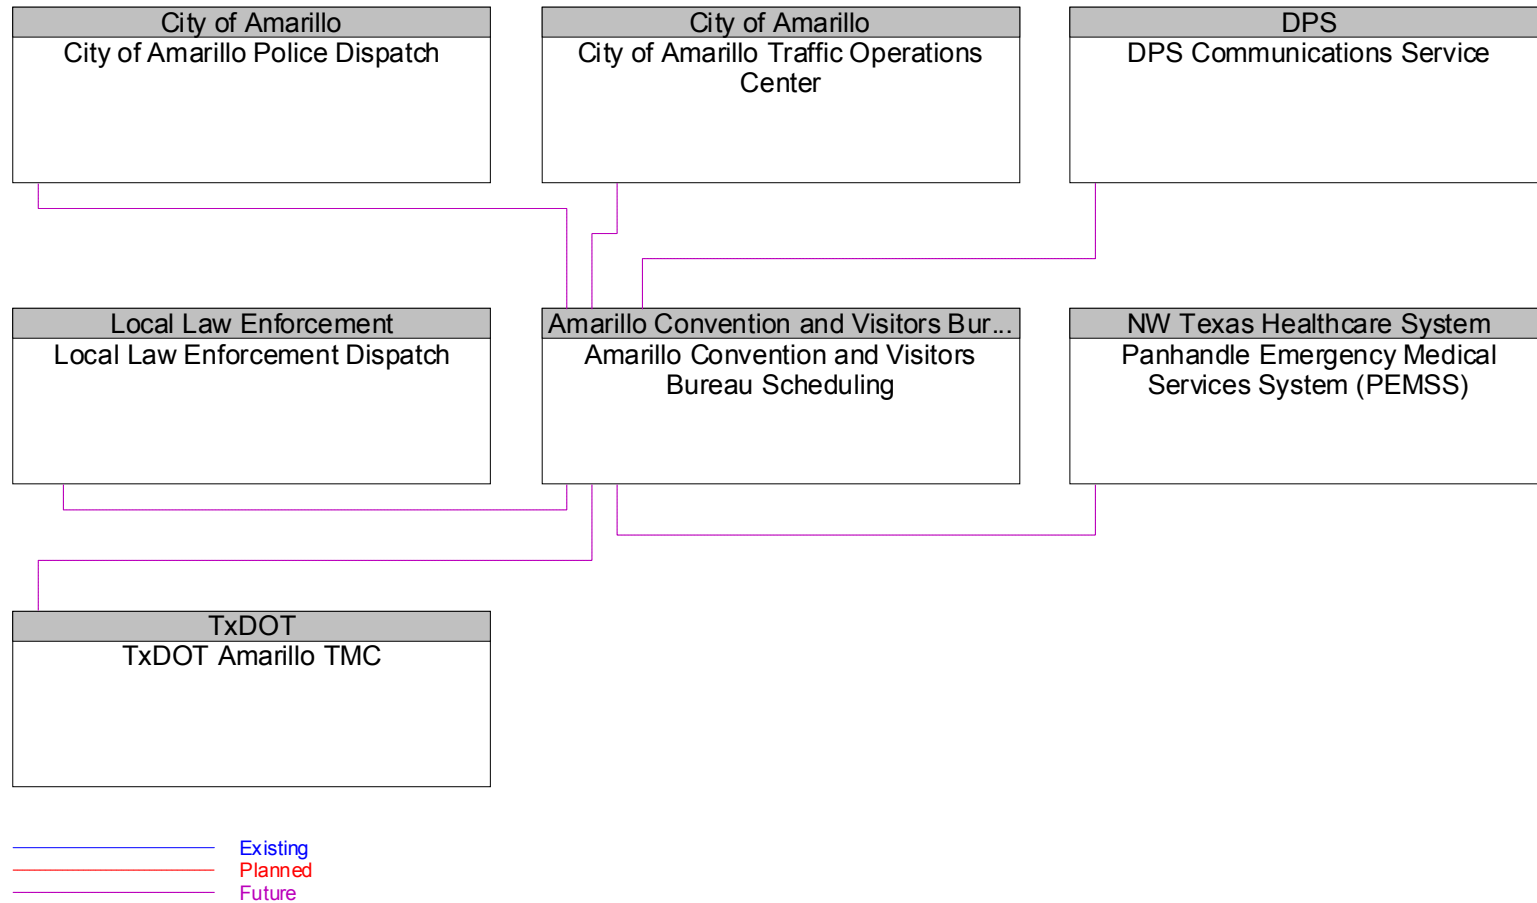 City of Amarillo
City of Amarillo Police Dispatch
City of Amarillo
City of Amarillo Traffic Operations
Center
DPS
DPS Communications Service
Local Law Enforcement
Local Law Enforcement Dispatch
Amarillo Convention and Visitors Bur...
Amarillo Convention and Visitors
Bureau Scheduling
NW Texas Healthcare System
Panhandle Emergency Medical
Services System (PEMSS)
TxDOT
TxDOT Amarillo TMC
Existing
Planned
Future